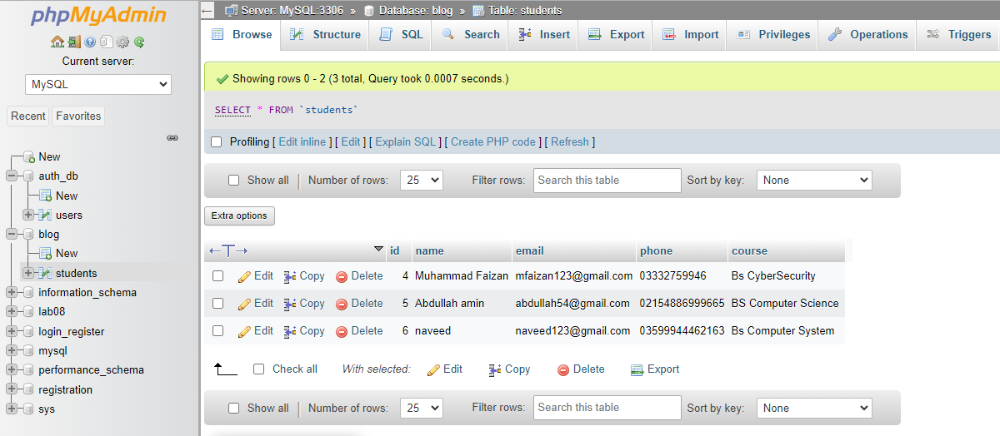 phpMyAdmin
Current server:
MySQL
Recent Favorites
New
auth_db
New
users
blog
New
students
information_schema
lab08
login_register
mysql
performance_schema
registration
sys
Server: MySQL:3306 » Database: blog » Table: students
Browse Structure SQL Search Insert Export Import Privileges Operations Triggers
Showing rows 0 - 2 (3 total, Query took 0.0007 seconds.)
SELECT * FROM `students`
Profiling [ Edit inline ] [ Edit ] [ Explain SQL ] [ Create PHP code ] [ Refresh ]
Show all | Number of rows: 25 Filter rows: Search this table Sort by key: None
Extra options
←T→ id name email phone course
Edit Copy Delete 4 Muhammad Faizan mfaizan123@gmail.com 03332759946 Bs CyberSecurity
Edit Copy Delete 5 Abdullah amin abdullah54@gmail.com 02154886999665 BS Computer Science
Edit Copy Delete 6 naveed naveed123@gmail.com 03599944462163 Bs Computer System
Check all With selected: Edit Copy Delete Export
Show all | Number of rows: 25 Filter rows: Search this table Sort by key: None